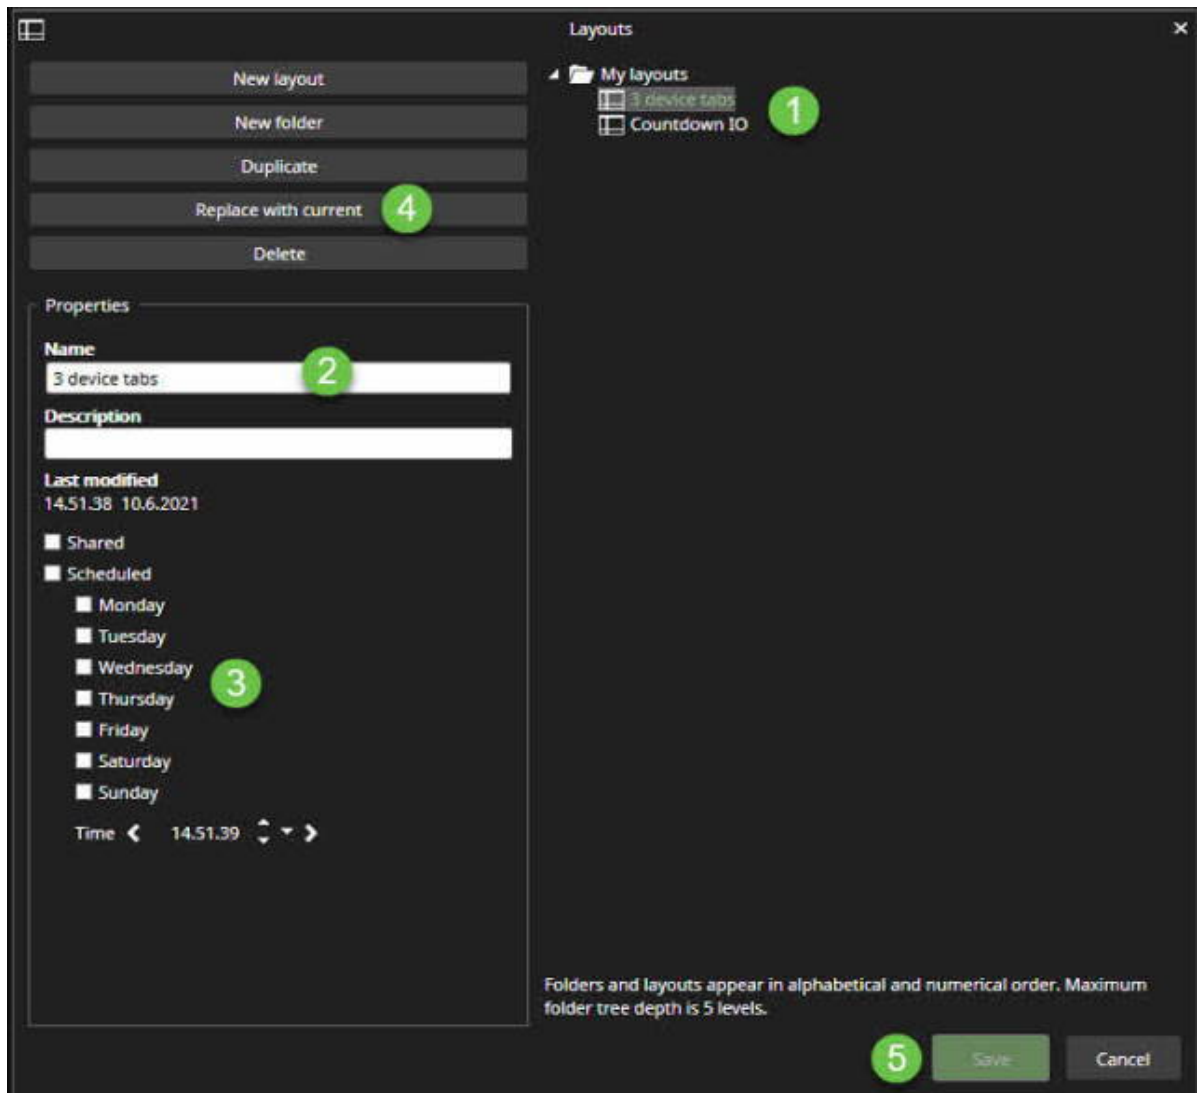 Layouts
New layout
New folder
Duplicate
Replace with current 4
Delete
My layouts
3 device tabs 1
Countdown IO
Properties
Name
3 device tabs 2
Description
Last modified
14.51.38 10.6.2021
Shared
Scheduled
Monday
Tuesday
Wednesday
3
Thursday
Friday
Saturday
Sunday
Time 14.51.39
Folders and layouts appear in alphabetical and numerical order. Maximum
folder tree depth is 5 levels.
5 Save Cancel